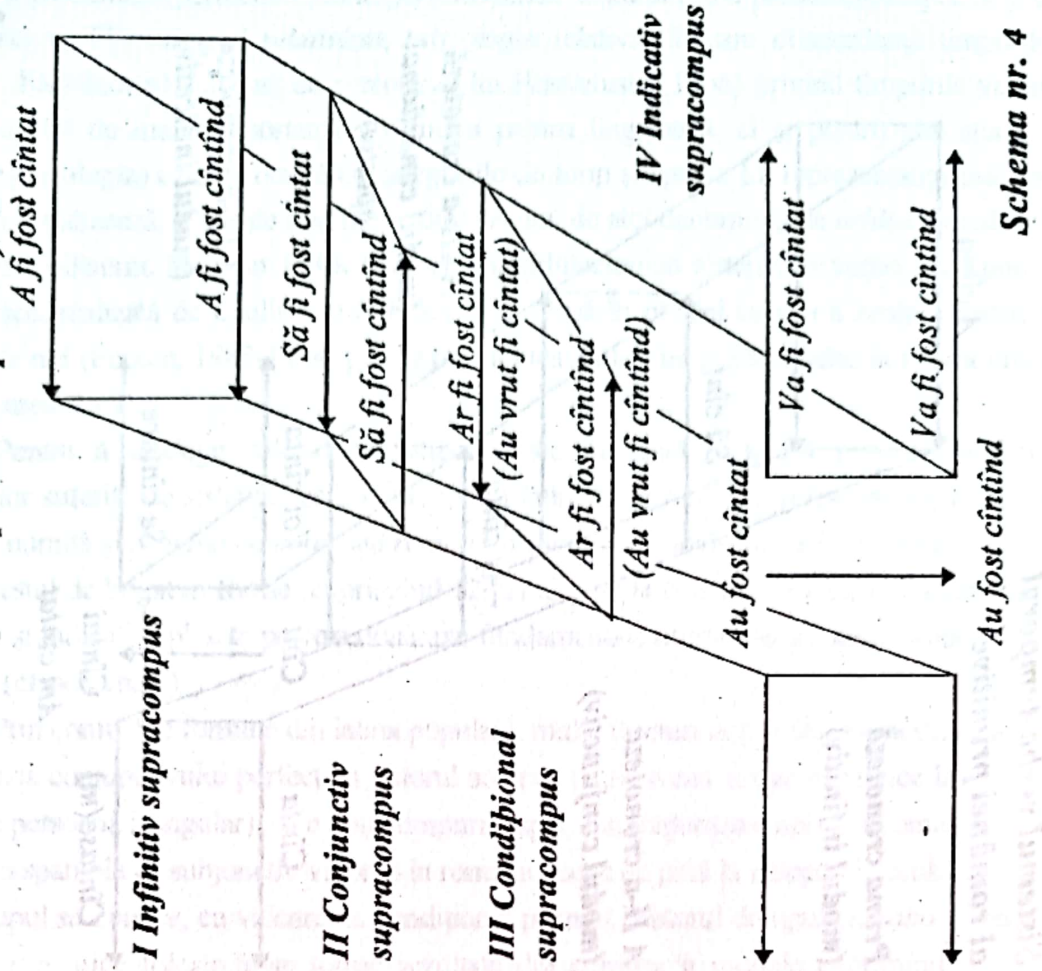 A fi fost cîntat
I Infinitiv supracompus
A fi fost cîntînd
Să fi fost cîntat
II Conjunctiv
supracompus
Să fi fost cîntînd
Ar fi fost cîntat
(Au vrut fi cîntat)
III Condiþional
supracompus
Ar fi fost cîntînd
(Au vrut fi cîntînd)
IV Indicativ
supracompus
Au fost cîntat
Va fi fost cîntat
Va fi fost cîntînd
Au fost cîntînd
Schema nr. 4